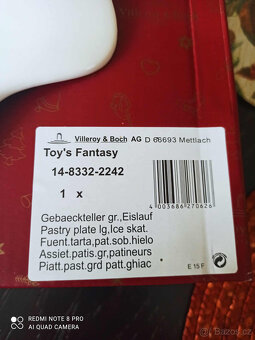 Villeroy & Boch AG D 66693 Mettlach
Toy's Fantasy
14-8332-2242
1 x
4 003686 270626
Gebaeckteller gr.,Eislauf
Pastry plate lg,Ice skat.
Fuent.tarta,pat.sob.hielo
Assiet.patis.gr,patineurs
Piatt.past.grd patt.ghiac
E 15 F
REDMI NOTE 8 PRO
AI QUAD CAMERA